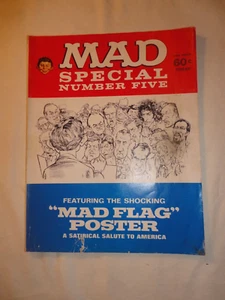 MAD
SPECIAL
NUMBER FIVE
60¢
FEATURING THE SHOCKING
"MAD FLAG"
POSTER
A SATIRICAL SALUTE TO AMERICA